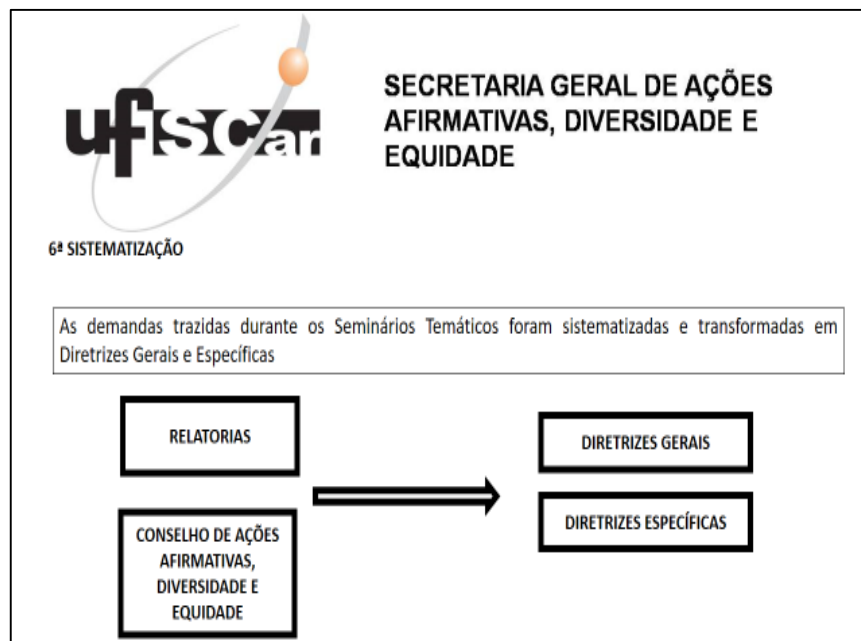 ufscar
SECRETARIA GERAL DE AÇÕES
AFIRMATIVAS, DIVERSIDADE E
EQUIDADE
6ª SISTEMATIZAÇÃO
As demandas trazidas durante os Seminários Temáticos foram sistematizadas e transformadas em
Diretrizes Gerais e Específicas
RELATORIAS
CONSELHO DE AÇÕES
AFIRMATIVAS,
DIVERSIDADE E
EQUIDADE
DIRETRIZES GERAIS
DIRETRIZES ESPECÍFICAS